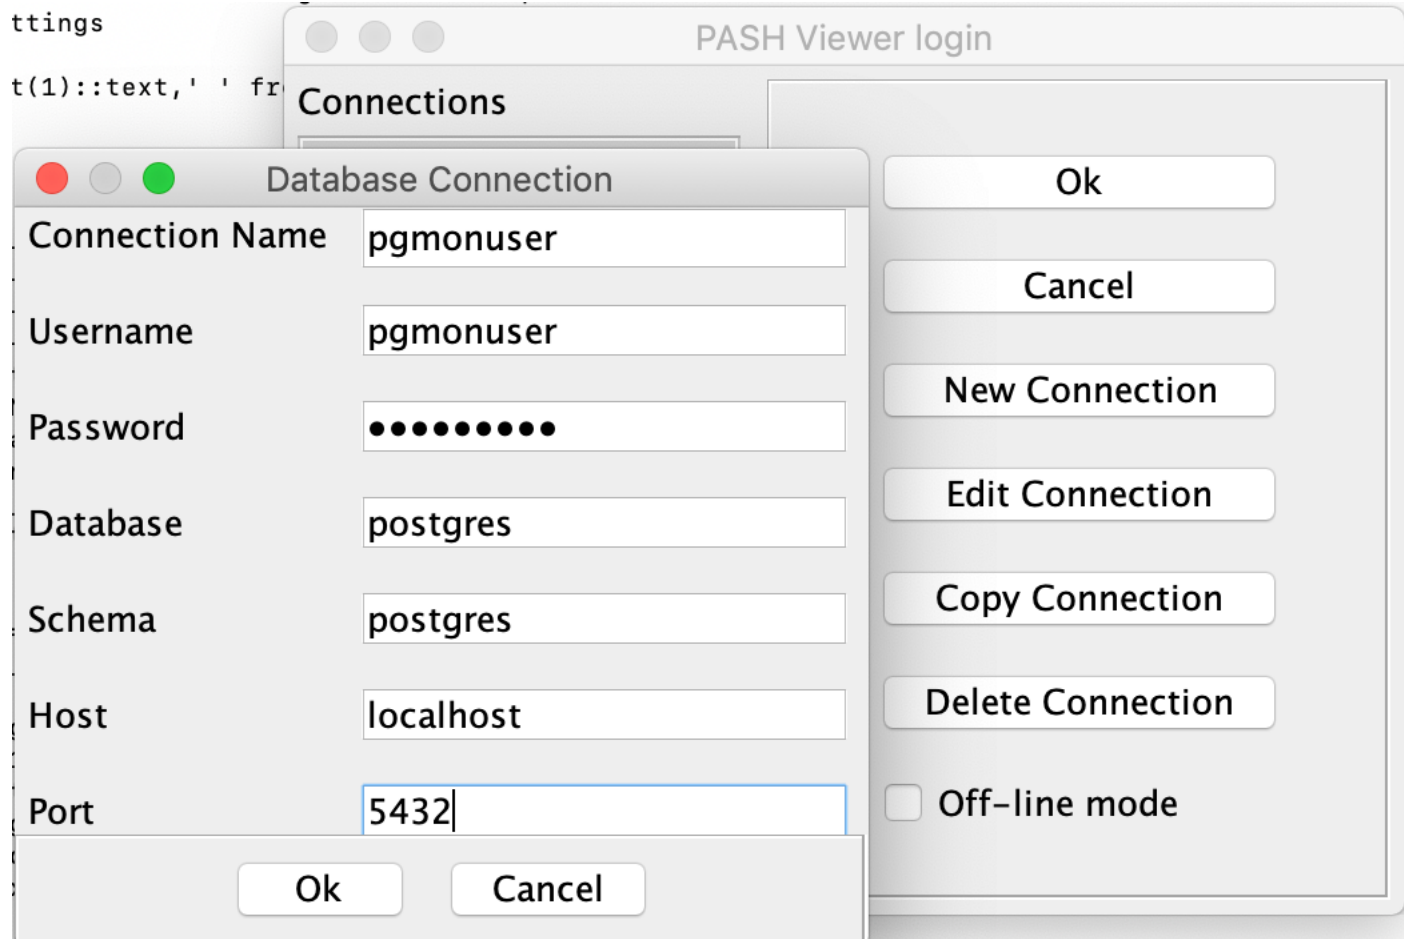 ttings
PASH Viewer login
t(1)::text,' ' fr
Connections
Database Connection
Connection Name pgmonuser
Username pgmonuser
Password ●●●●●●●●●
Database postgres
Schema postgres
Host localhost
Port 5432
Ok Cancel
Ok
Cancel
New Connection
Edit Connection
Copy Connection
Delete Connection
Off-line mode